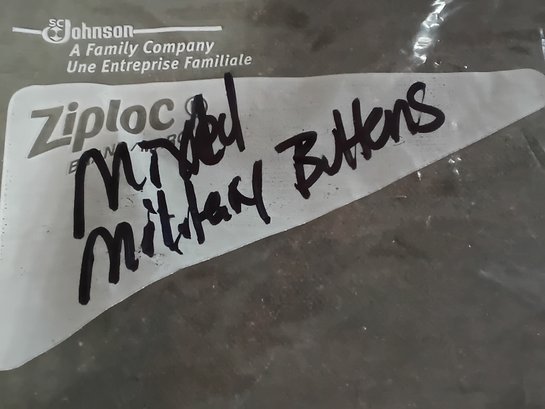 SC Johnson
A Family Company
Une Entreprise Familiale
Ziploc®
Mixed
Military Buttons